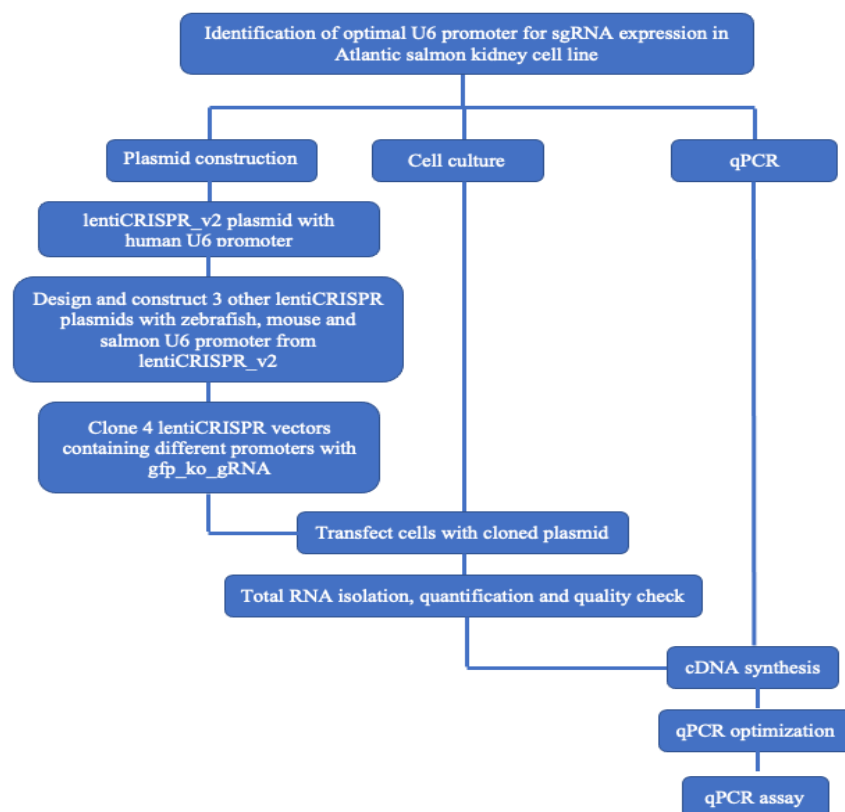 Identification of optimal U6 promoter for sgRNA expression in
Atlantic salmon kidney cell line
Plasmid construction
Cell culture
qPCR
lentiCRISPR_v2 plasmid with
human U6 promoter
Design and construct 3 other lentiCRISPR
plasmids with zebrafish, mouse and
salmon U6 promoter from
lentiCRISPR_v2
Clone 4 lentiCRISPR vectors
containing different promoters with
gfp_ko_gRNA
Transfect cells with cloned plasmid
Total RNA isolation, quantification and quality check
cDNA synthesis
qPCR optimization
qPCR assay